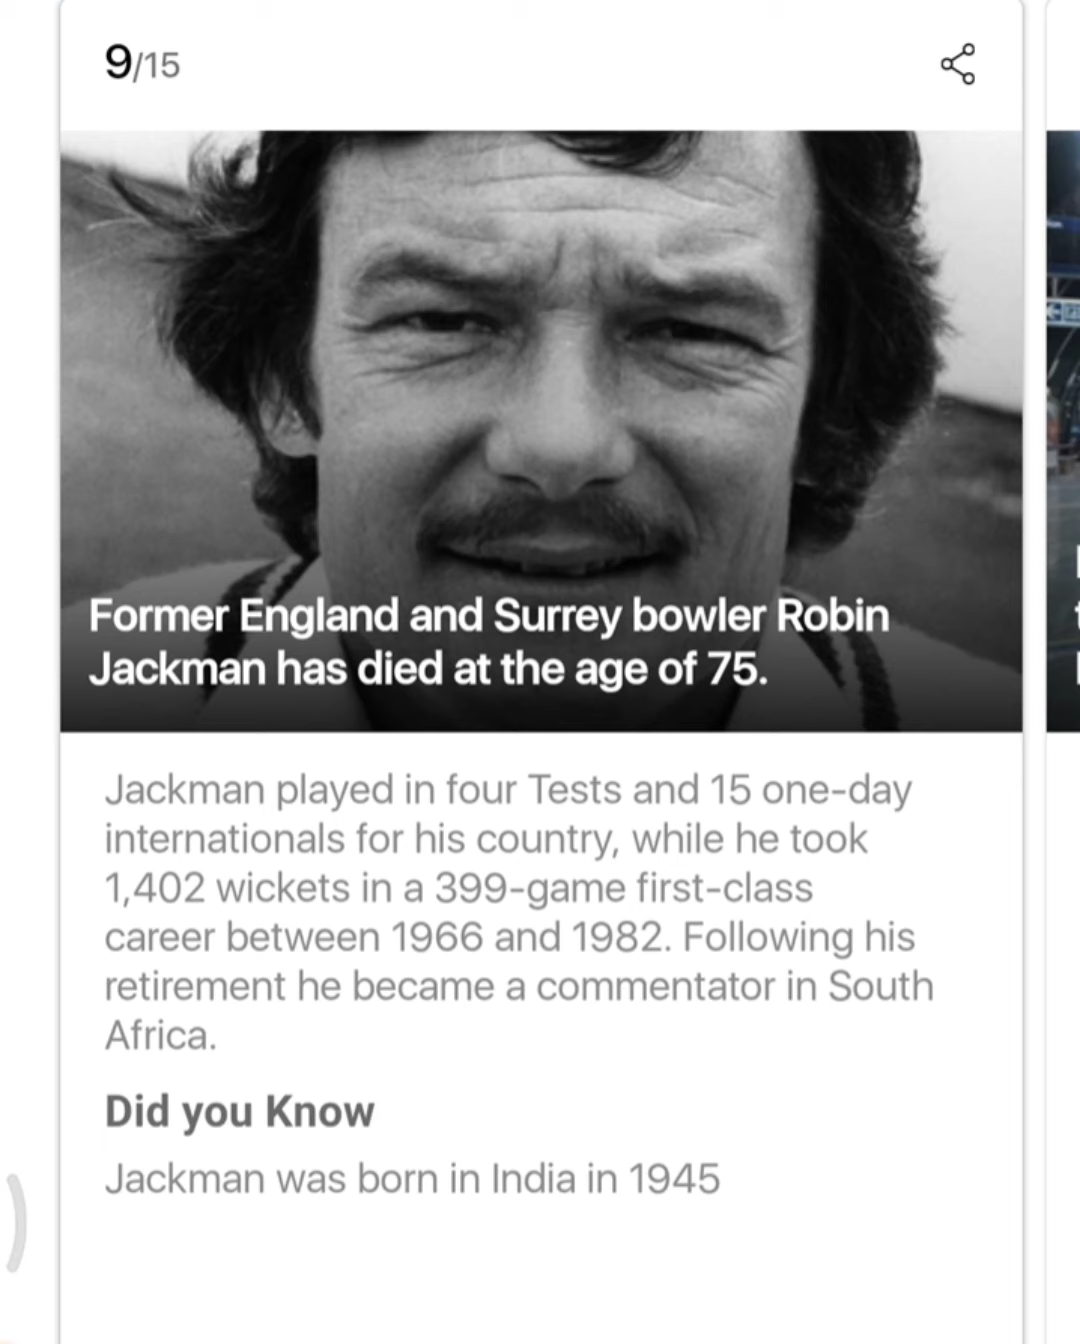 9/15
Former England and Surrey bowler Robin
Jackman has died at the age of 75.
Jackman played in four Tests and 15 one-day
internationals for his country, while he took
1,402 wickets in a 399-game first-class
career between 1966 and 1982. Following his
retirement he became a commentator in South
Africa.
Did you Know
Jackman was born in India in 1945